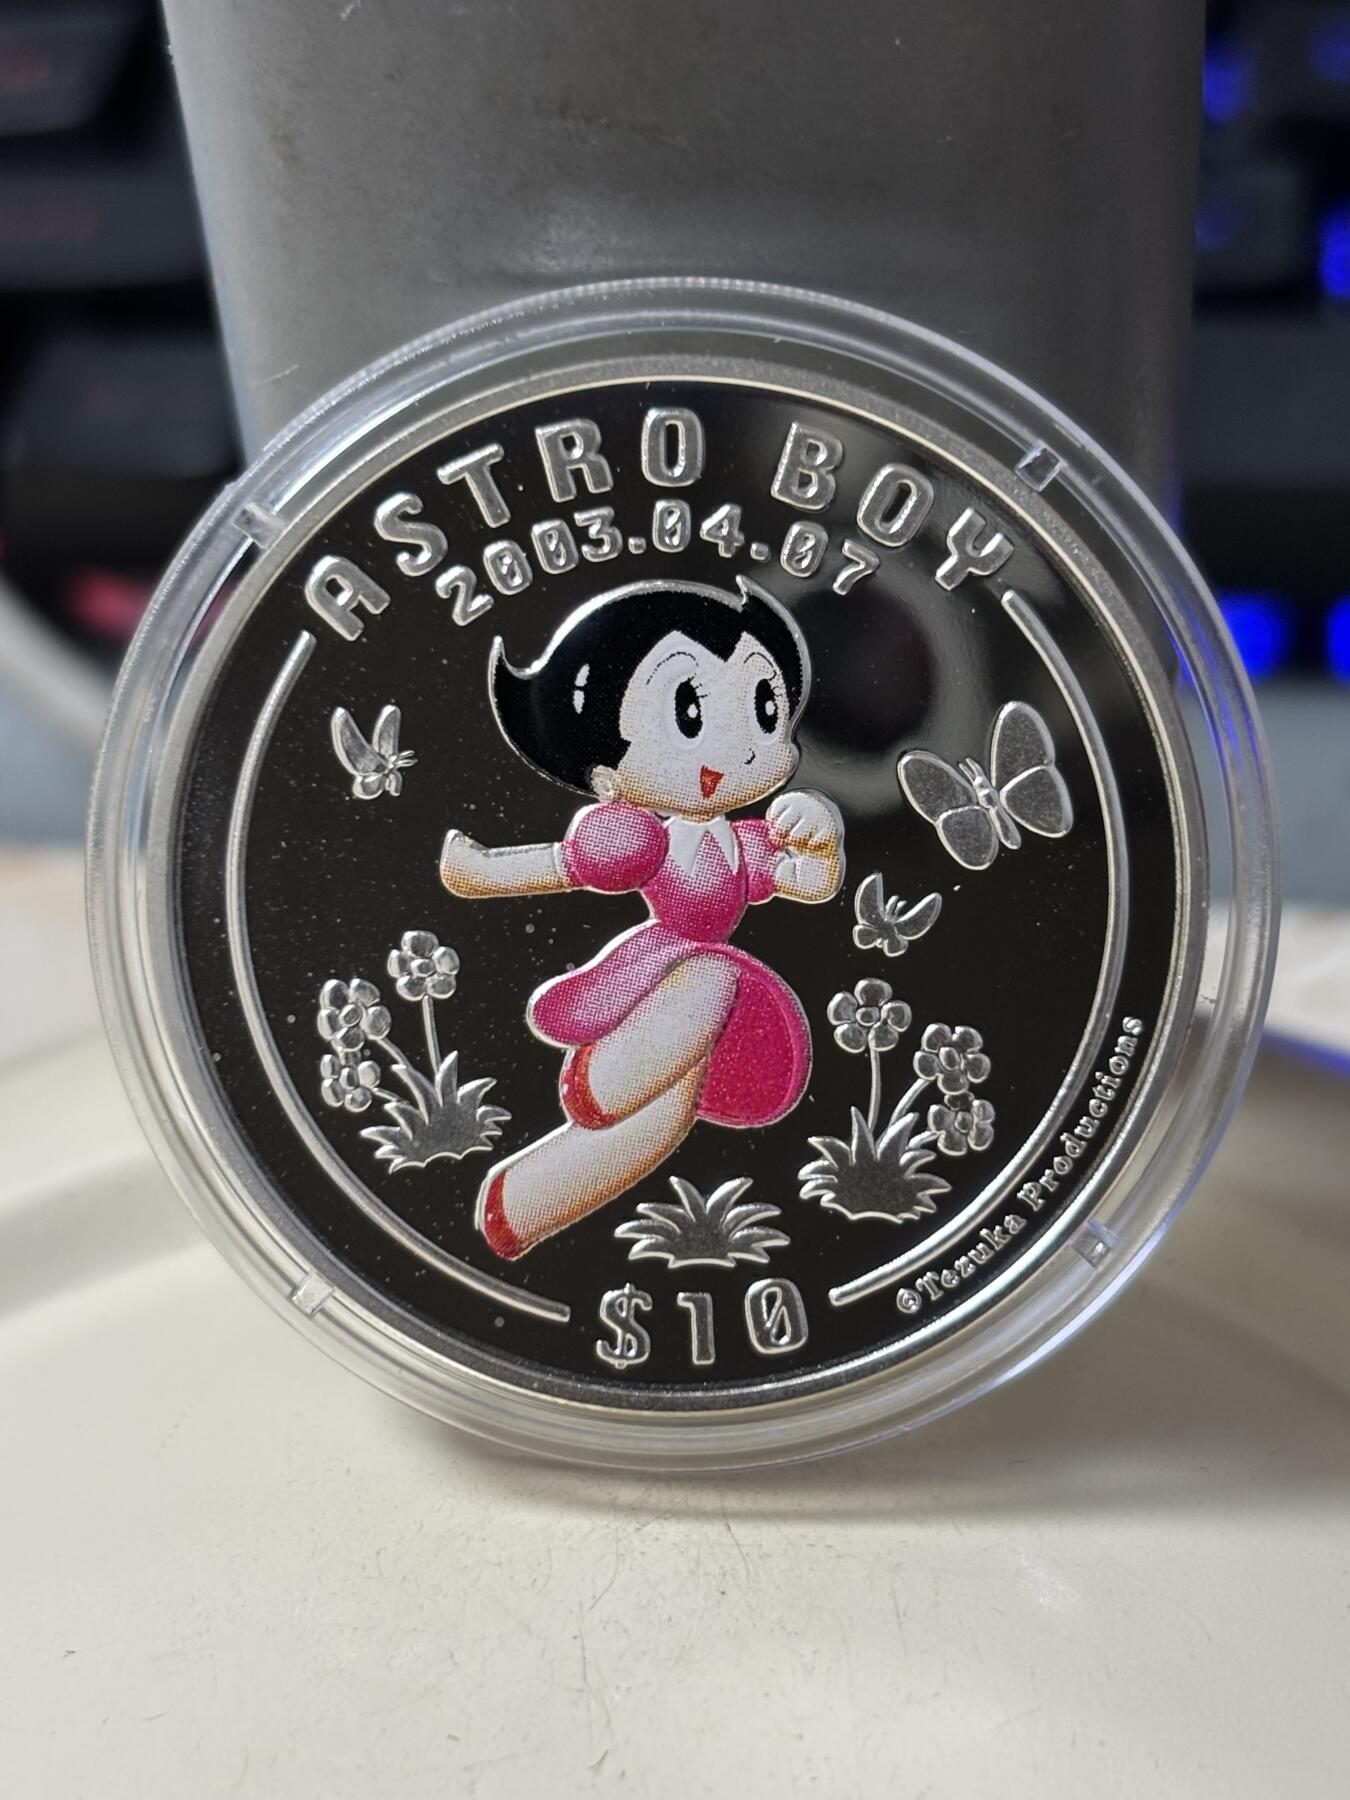 ASTRO BOY
2003.04.07
$10
©Tezuka Productions